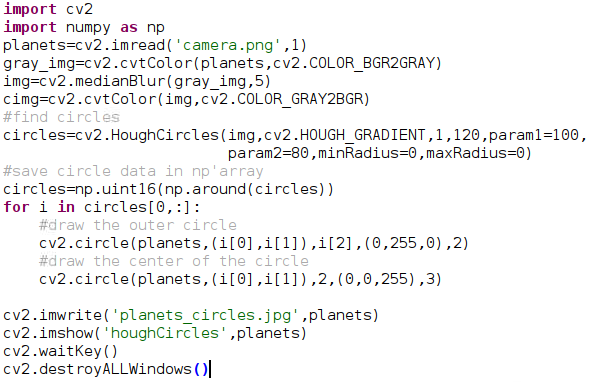 import cv2
import numpy as np
planets=cv2.imread('camera.png',1)
gray_img=cv2.cvtColor(planets,cv2.COLOR_BGR2GRAY)
img=cv2.medianBlur(gray_img,5)
cimg=cv2.cvtColor(img,cv2.COLOR_GRAY2BGR)
#find circles
circles=cv2.HoughCircles(img,cv2.HOUGH_GRADIENT,1,120,param1=100,
                         param2=80,minRadius=0,maxRadius=0)
#save circle data in np'array
circles=np.uint16(np.around(circles))
for i in circles[0,:]:
    #draw the outer circle
    cv2.circle(planets,(i[0],i[1]),i[2],(0,255,0),2)
    #draw the center of the circle
    cv2.circle(planets,(i[0],i[1]),2,(0,0,255),3)

cv2.imwrite('planets_circles.jpg',planets)
cv2.imshow('houghCircles',planets)
cv2.waitKey()
cv2.destroyALLWindows()